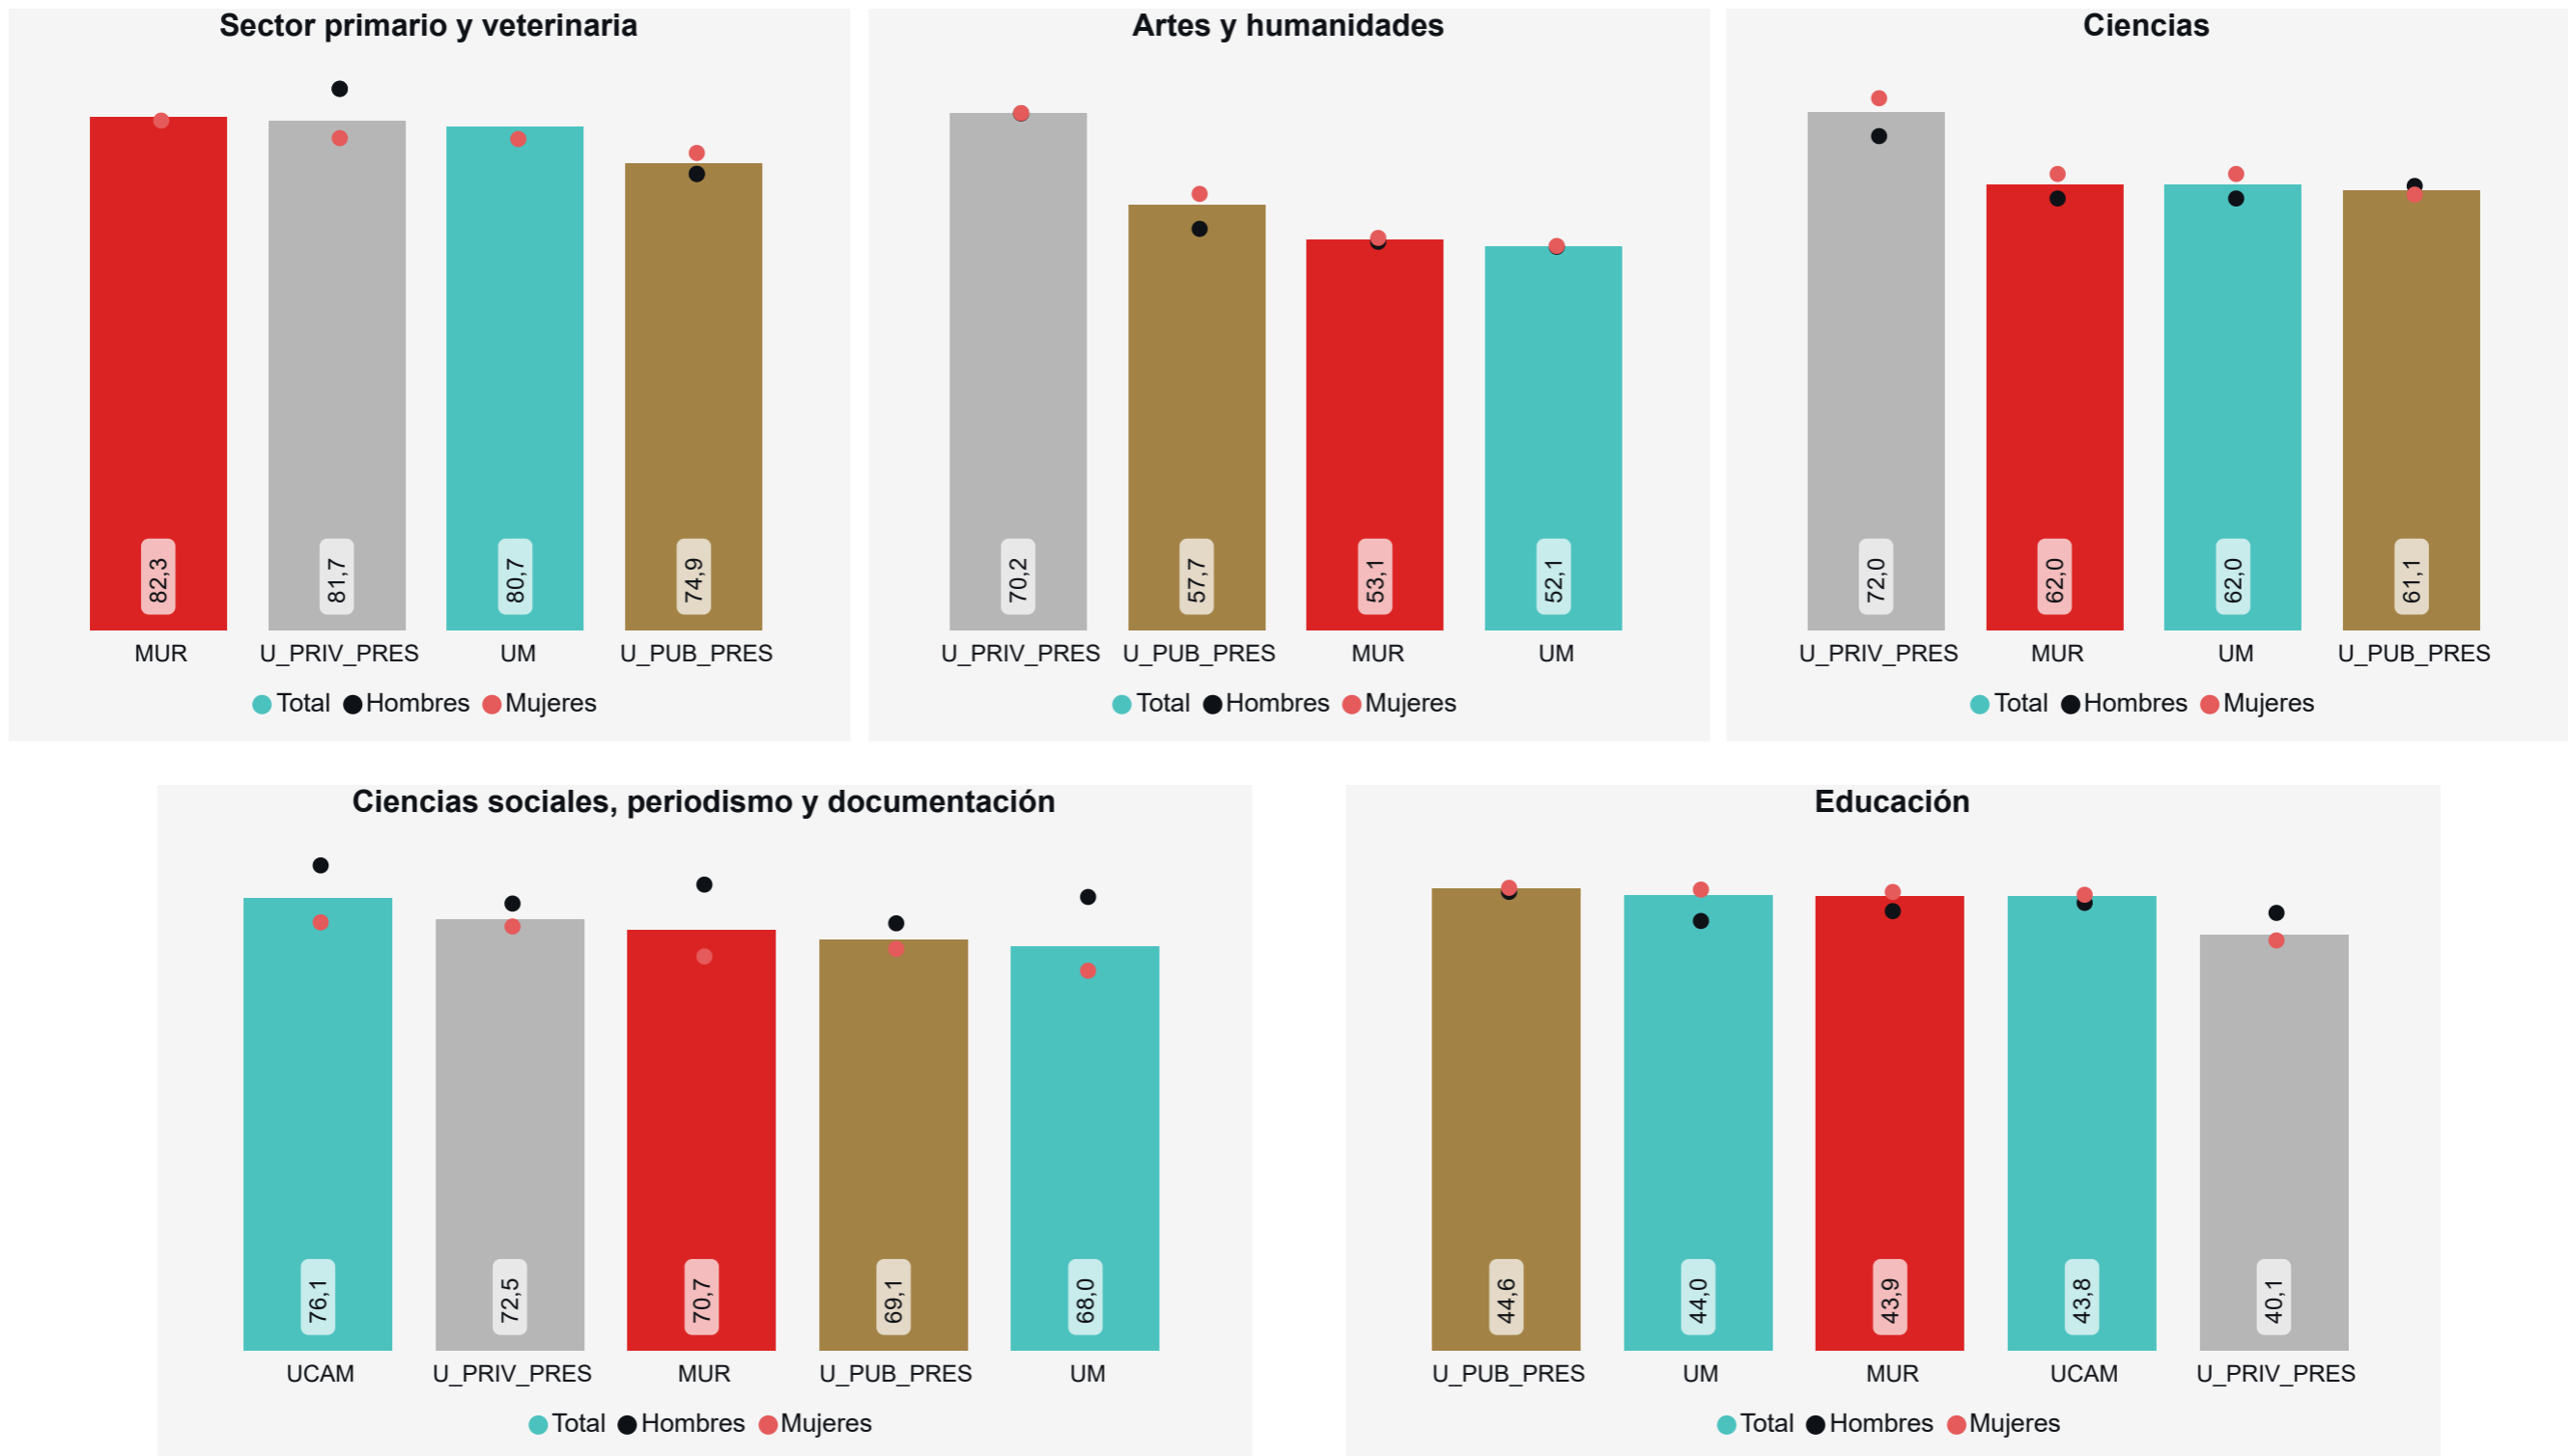 Sector primario y veterinaria
82,3
81,7
80,7
74,9
MUR U_PRIV_PRES UM U_PUB_PRES
Total Hombres Mujeres
Artes y humanidades
70,2
57,7
53,1
52,1
U_PRIV_PRES U_PUB_PRES MUR UM
Total Hombres Mujeres
Ciencias
72,0
62,0
62,0
61,1
U_PRIV_PRES MUR UM U_PUB_PRES
Total Hombres Mujeres
Ciencias sociales, periodismo y documentación
76,1
72,5
70,7
69,1
68,0
UCAM U_PRIV_PRES MUR U_PUB_PRES UM
Total Hombres Mujeres
Educación
44,6
44,0
43,9
43,8
40,1
U_PUB_PRES UM MUR UCAM U_PRIV_PRES
Total Hombres Mujeres